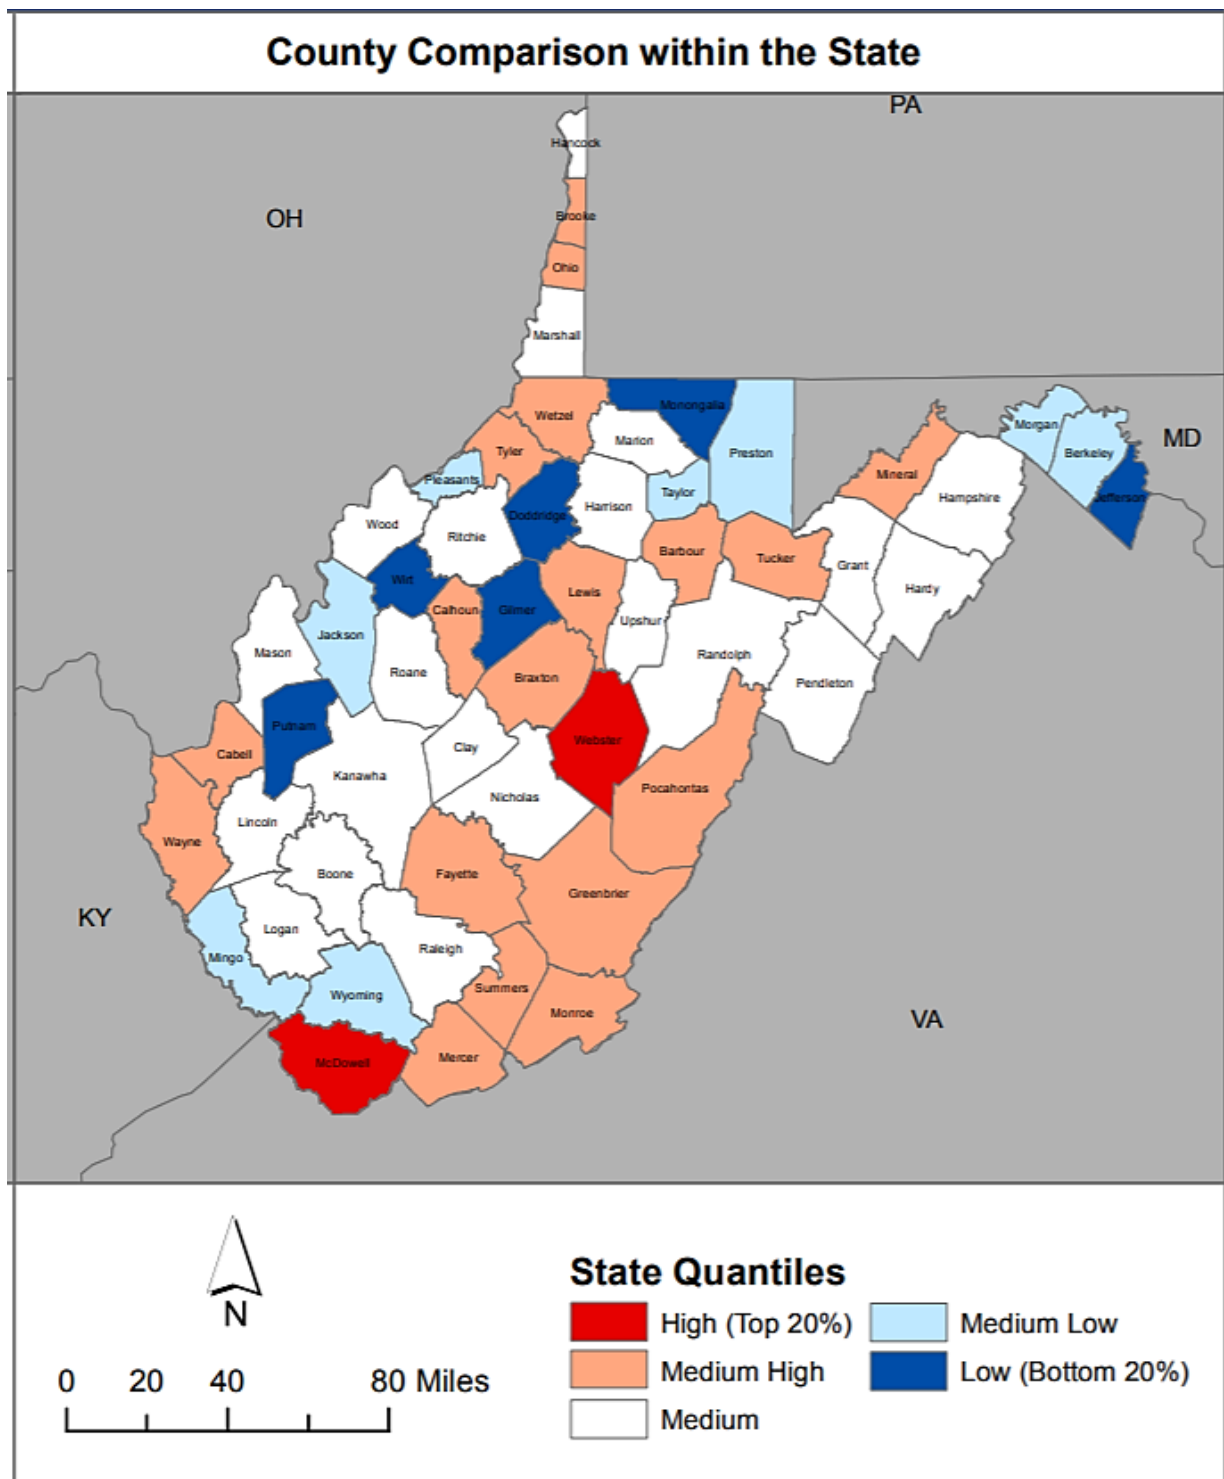 County Comparison within the State
PA
Hancock
OH
Brooke
Ohio
Marshall
Monongalia
Wetzel
Morgan
MD
Marion
Tyler
Preston
Berkeley
Mineral
Pleasants
Taylor
Hampshire
Jefferson
Harrison
Doddridge
Wood
Ritchie
Barbour
Tucker
Grant
Wirt
Hardy
Lewis
Calhoun
Gilmer
Upshur
Jackson
Mason
Randolph
Roane
Braxton
Pendleton
Putnam
Webster
Clay
Cabell
Kanawha
Pocahontas
Nicholas
Lincoln
Wayne
Boone
Fayette
Greenbrier
KY
Logan
Raleigh
Mingo
Summers
Wyoming
Monroe
VA
Mercer
McDowell
N
0 20 40 80 Miles
State Quantiles
High (Top 20%) Medium Low
Medium High Low (Bottom 20%)
Medium